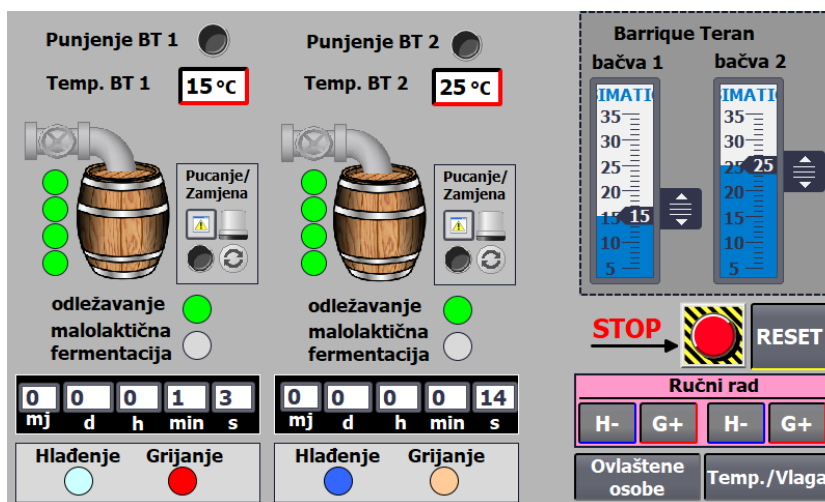 Punjenje BT 1
Temp. BT 1
15 °C
Pucanje/
Zamjena
odležavanje
malolaktična
fermentacija
0 0 0 1 3
mj d h min s
Hlađenje Grijanje
Punjenje BT 2
Temp. BT 2
25 °C
Pucanje/
Zamjena
odležavanje
malolaktična
fermentacija
0 0 0 0 14
mj d h min s
Hlađenje Grijanje
Barrique Teran
bačva 1
SIMATI
35
30
25
20
15 15
10
5
bačva 2
SIMATI
35
30
25 25
20
15
10
5
STOP
RESET
Ručni rad
H- G+ H- G+
Ovlaštene
osobe
Temp./Vlaga